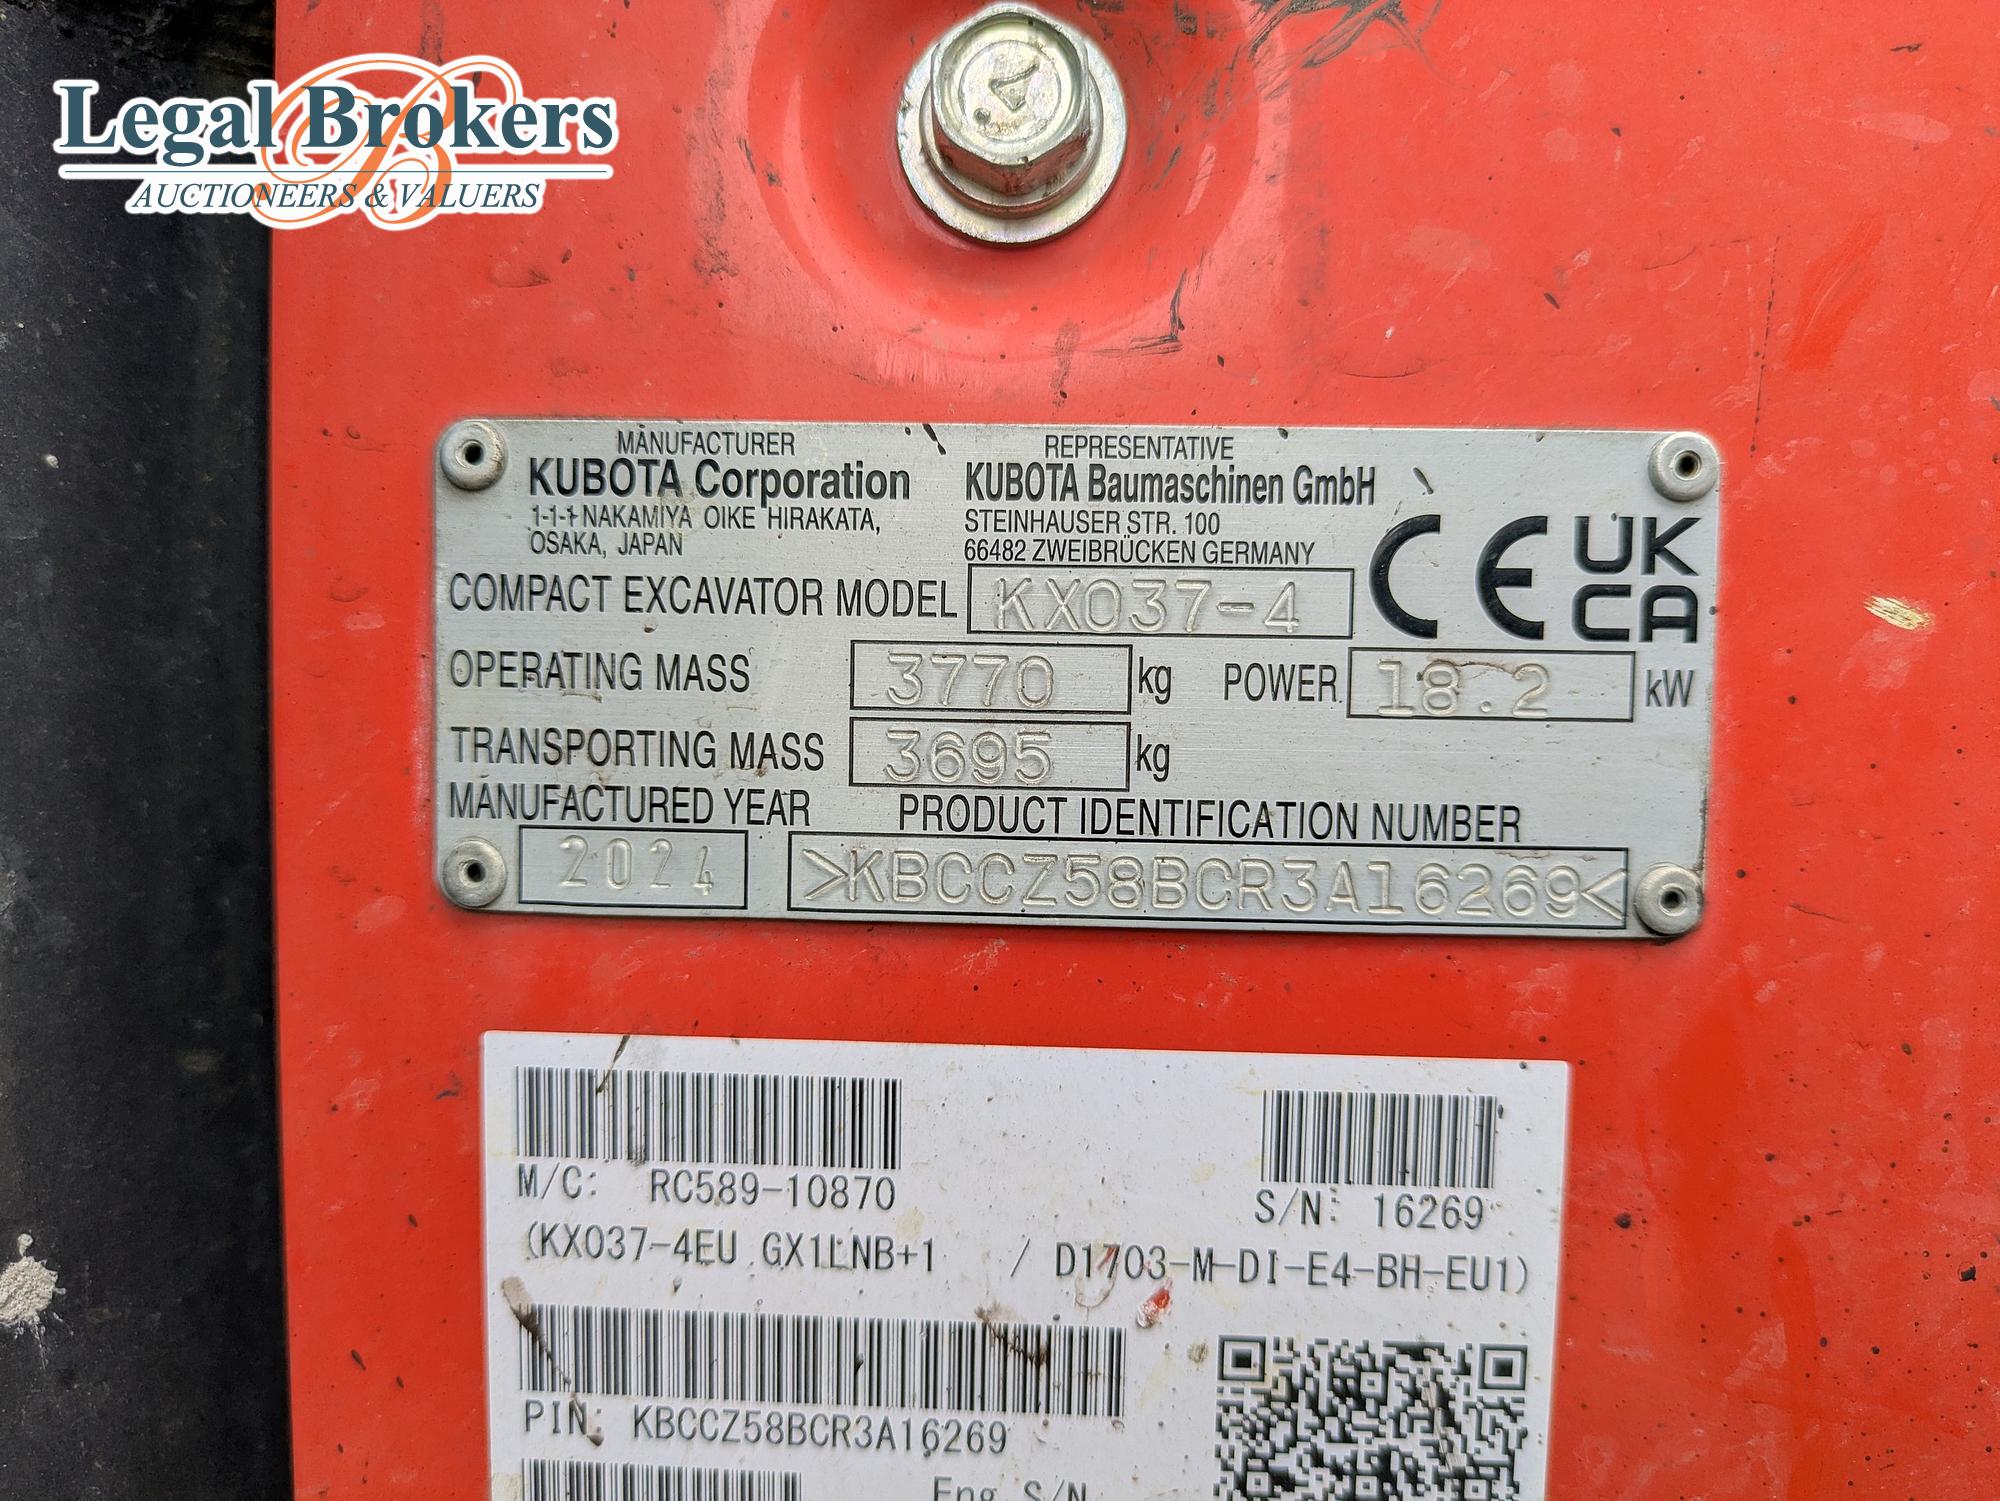 Legal Brokers
AUCTIONEERS & VALUERS
MANUFACTURER
KUBOTA Corporation
1-1-1 NAKAMIYA OIKE HIRAKATA,
OSAKA, JAPAN
REPRESENTATIVE
KUBOTA Baumaschinen GmbH
STEINHAUSER STR. 100
66482 ZWEIBRÜCKEN GERMANY
CE UK
CA
COMPACT EXCAVATOR MODEL KX037-4
OPERATING MASS 3770 kg POWER 18.2 kW
TRANSPORTING MASS 3695 kg
MANUFACTURED YEAR PRODUCT IDENTIFICATION NUMBER
2024 >KBCCZ58BCR3A16269<
M/C: RC589-10870 S/N: 16269
(KX037-4EU GX1LNB+1 / D1703-M-DI-E4-BH-EU1)
PIN: KBCCZ58BCR3A16269
Eng S/N